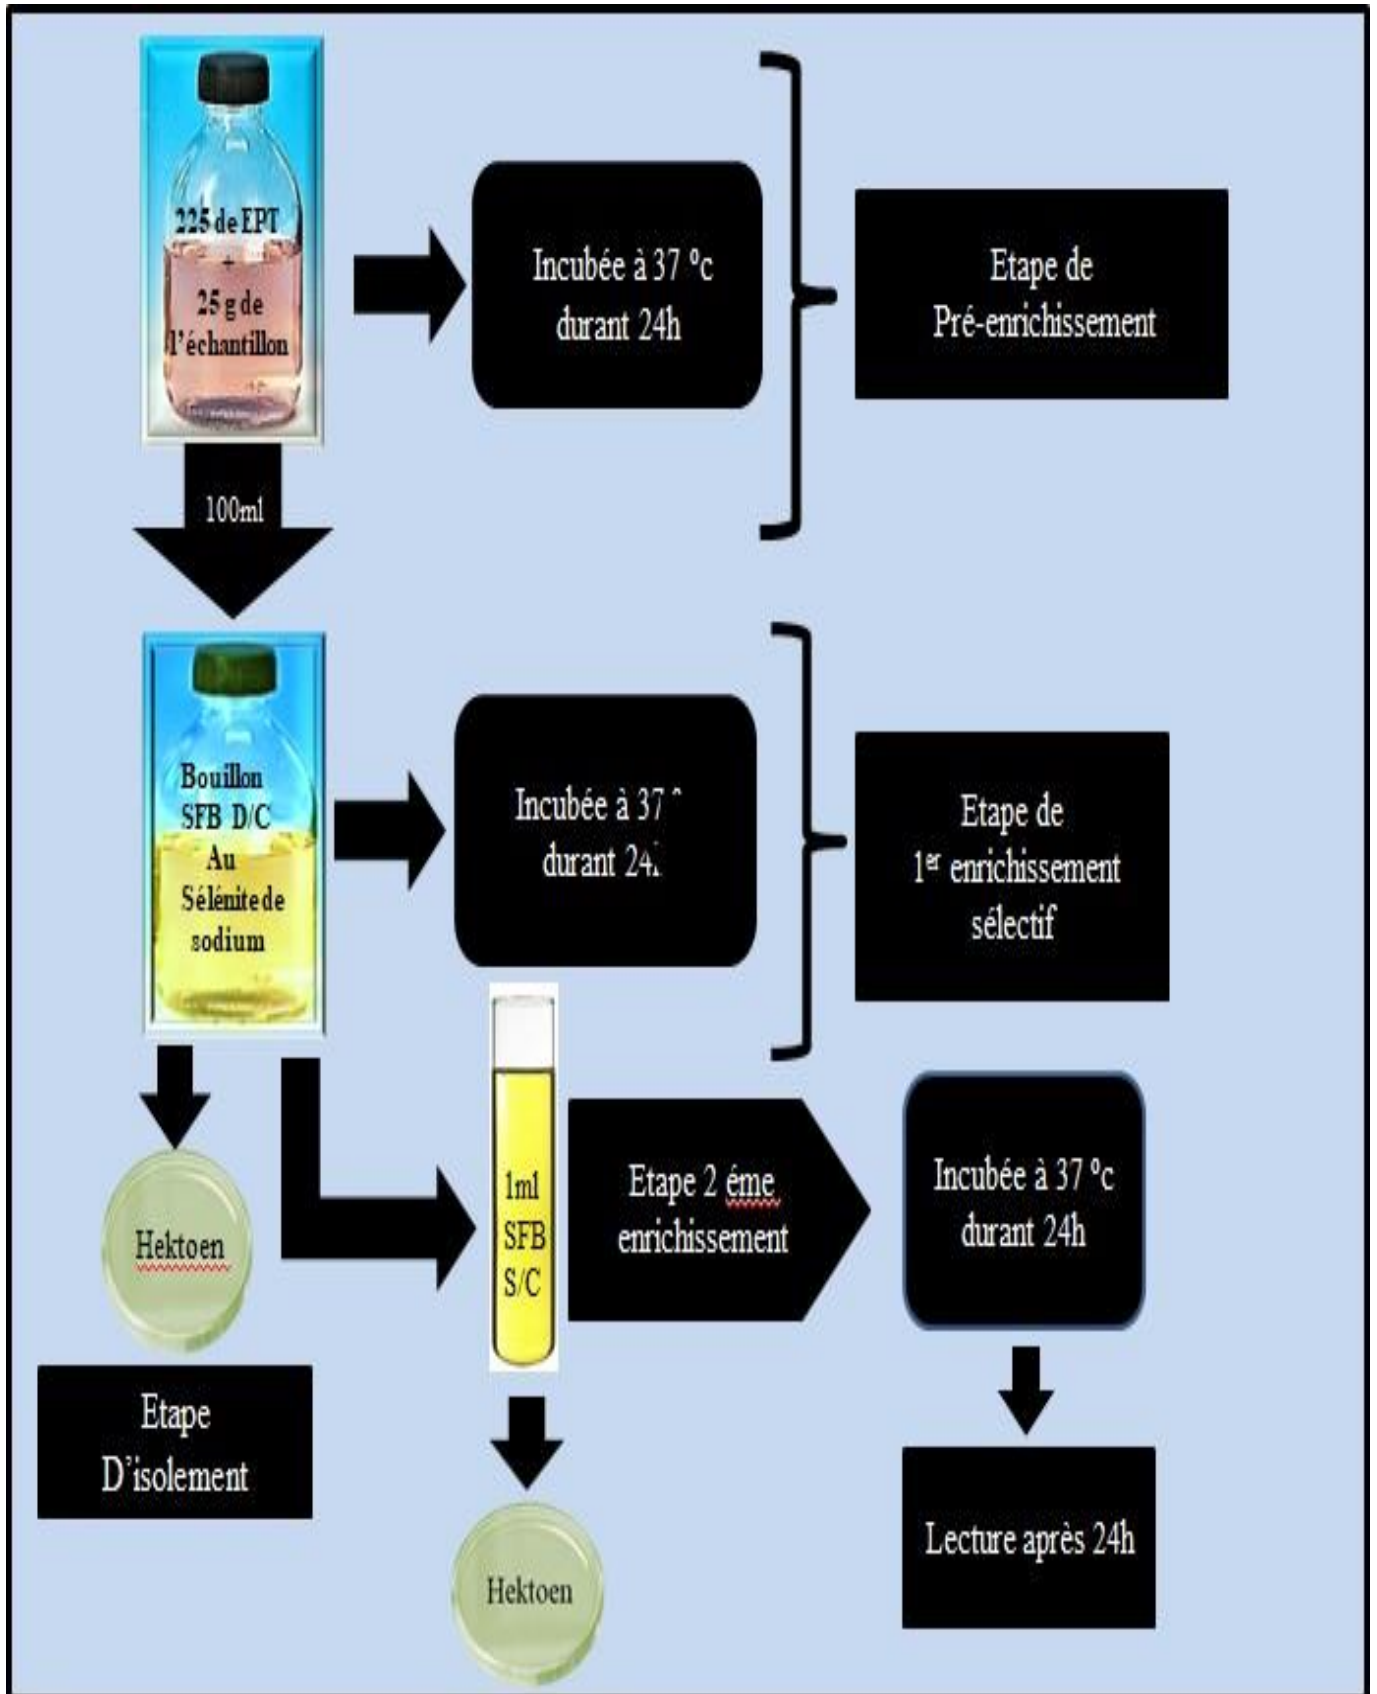 225 de EPT
+
25 g de
l'échantillon
Incubée à 37 °c
durant 24h
Etape de
Pré-enrichissement
100ml
Bouillon
SFB D/C
Au
Sélénite de
sodium
Incubée à 37
durant 24
Etape de
1er enrichissement
sélectif
Hektoen
Etape
D'isolement
1ml
SFB
S/C
Etape 2 éme
enrichissement
Incubée à 37 °c
durant 24h
Hektoen
Lecture après 24h